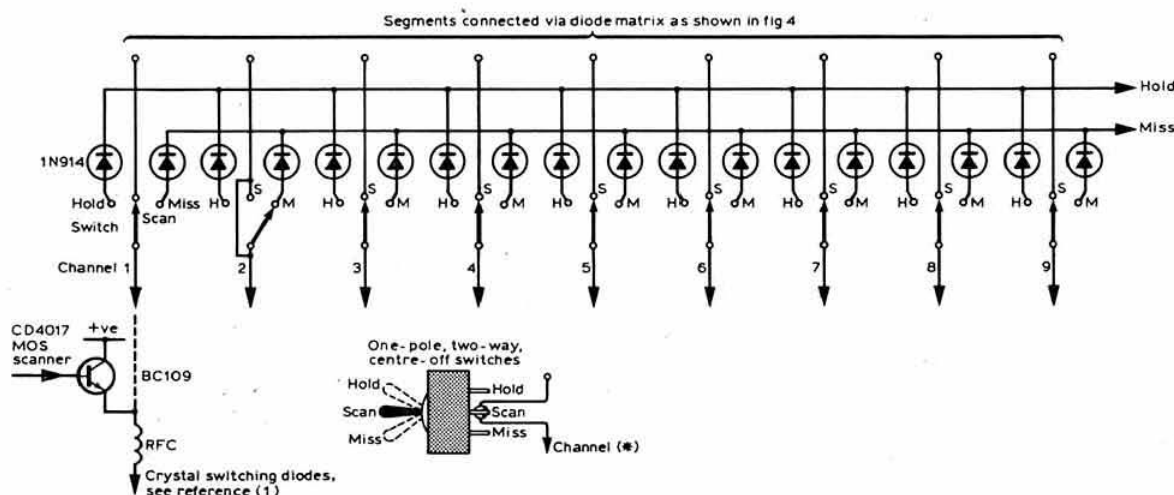 Segments connected via diode matrix as shown in fig 4
Hold
Miss
1N914
S S S S S S S S
Hold Miss H M H M H M H M H M H M H M H M
Switch Scan
Channel 1 2 3 4 5 6 7 8 9
CD4017
MOS
scanner
+ve
BC109
RFC
Crystal switching diodes,
see reference (1)
One-pole, two-way,
centre-off switches
Hold
Scan
Miss
Hold
Scan
Miss
Channel (*)